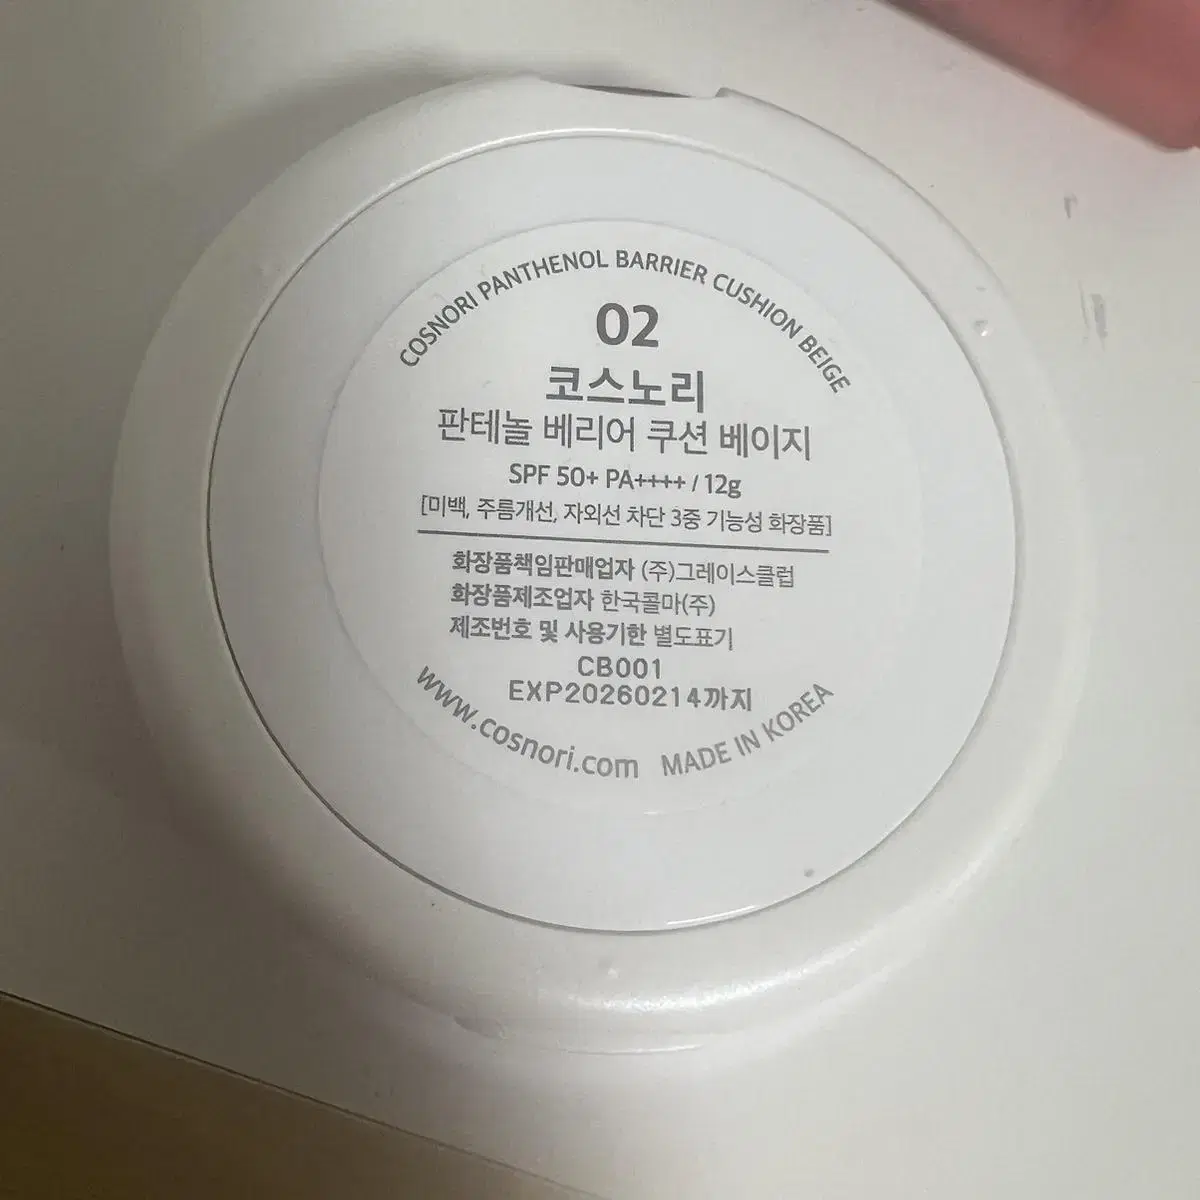 COSNORI PANTHENOL BARRIER CUSHION BEIGE
02
코스노리
판테놀 베리어 쿠션 베이지
SPF 50+ PA++++ / 12g
[미백, 주름개선, 자외선 차단 3중 기능성 화장품]
화장품책임판매업자 (주)그레이스클럽
화장품제조업자 한국콜마(주)
제조번호 및 사용기한 별도표기
CB001
EXP20260214까지
www.cosnori.com MADE IN KOREA